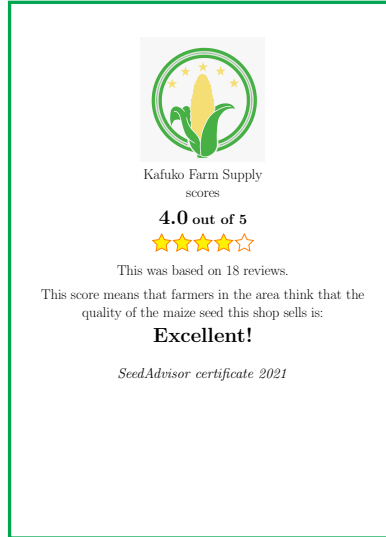 Kafuko Farm Supply
scores
4.0 out of 5
This was based on 18 reviews.
This score means that farmers in the area think that the
quality of the maize seed this shop sells is:
Excellent!
SeedAdvisor certificate 2021